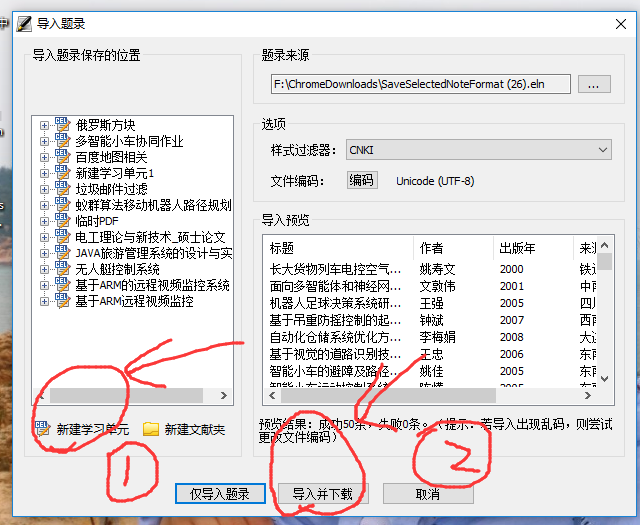 导入题录
导入题录保存的位置
俄罗斯方块
多智能小车协同作业
百度地图相关
新建学习单元1
垃圾邮件过滤
蚁群算法移动机器人路径规划
临时PDF
电工理论与新技术_硕士论文
JAVA旅游管理系统的设计与实
无人艇控制系统
基于ARM的远程视频监控系统
基于ARM远程视频监控
新建学习单元 新建文件夹
题录来源
F:\ChromeDownloads\SaveSelectedNoteFormat (26).eln ...
选项
样式过滤器: CNKI
文件编码: 编码 Unicode (UTF-8)
导入预览
标题 作者 出版年 来
长大货物列车电控空气... 姚寿文 2000 铁
面向多智能体和神经网... 文敦伟 2001 中南
机器人足球决策系统研... 王强 2005 四
基于吊重防摇控制的起... 钟斌 2007 西南
自动化仓储系统优化方... 李梅娟 2008 大
基于视觉的道路识别技... 王忠 2006 东南
智能小车的避障及路径... 姚佳 2005 东南
预览结果: 成功50条, 失败0条。(提示: 若导入出现乱码, 则尝试
更改文件编码)
1
2
仅导入题录 导入并下载 取消